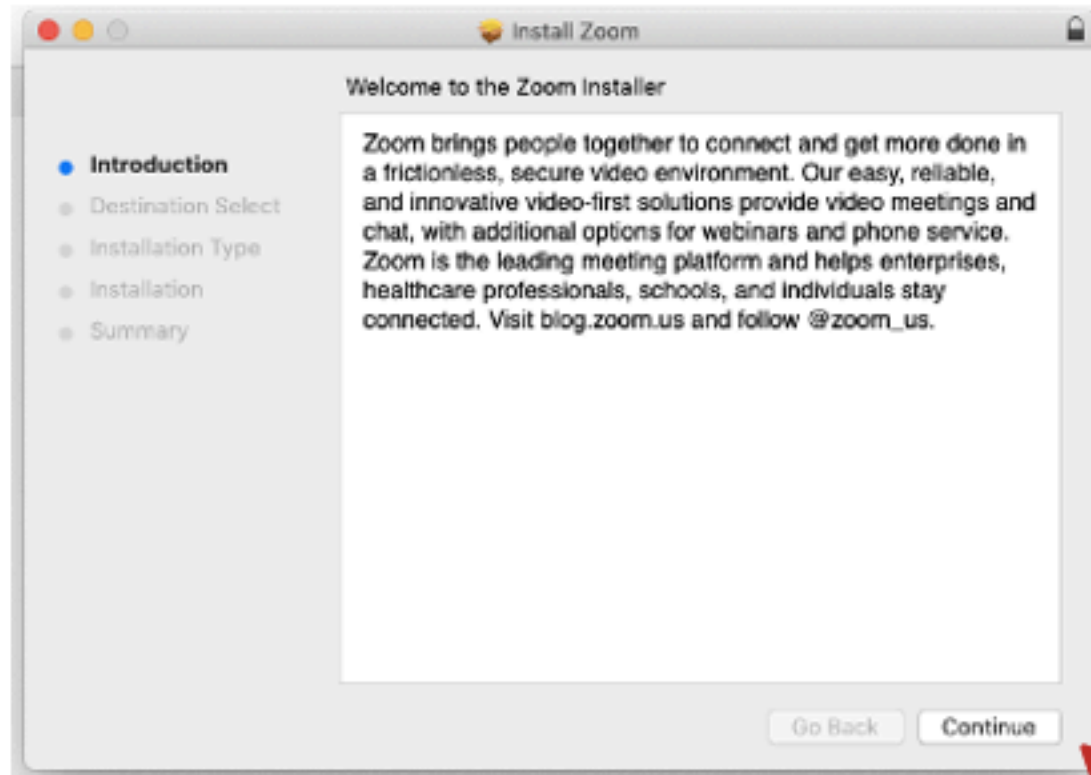 Install Zoom
Welcome to the Zoom Installer
Introduction
Destination Select
Installation Type
Installation
Summary
Zoom brings people together to connect and get more done in
a frictionless, secure video environment. Our easy, reliable,
and innovative video-first solutions provide video meetings and
chat, with additional options for webinars and phone service.
Zoom is the leading meeting platform and helps enterprises,
healthcare professionals, schools, and individuals stay
connected. Visit blog.zoom.us and follow @zoom_us.
Go Back
Continue